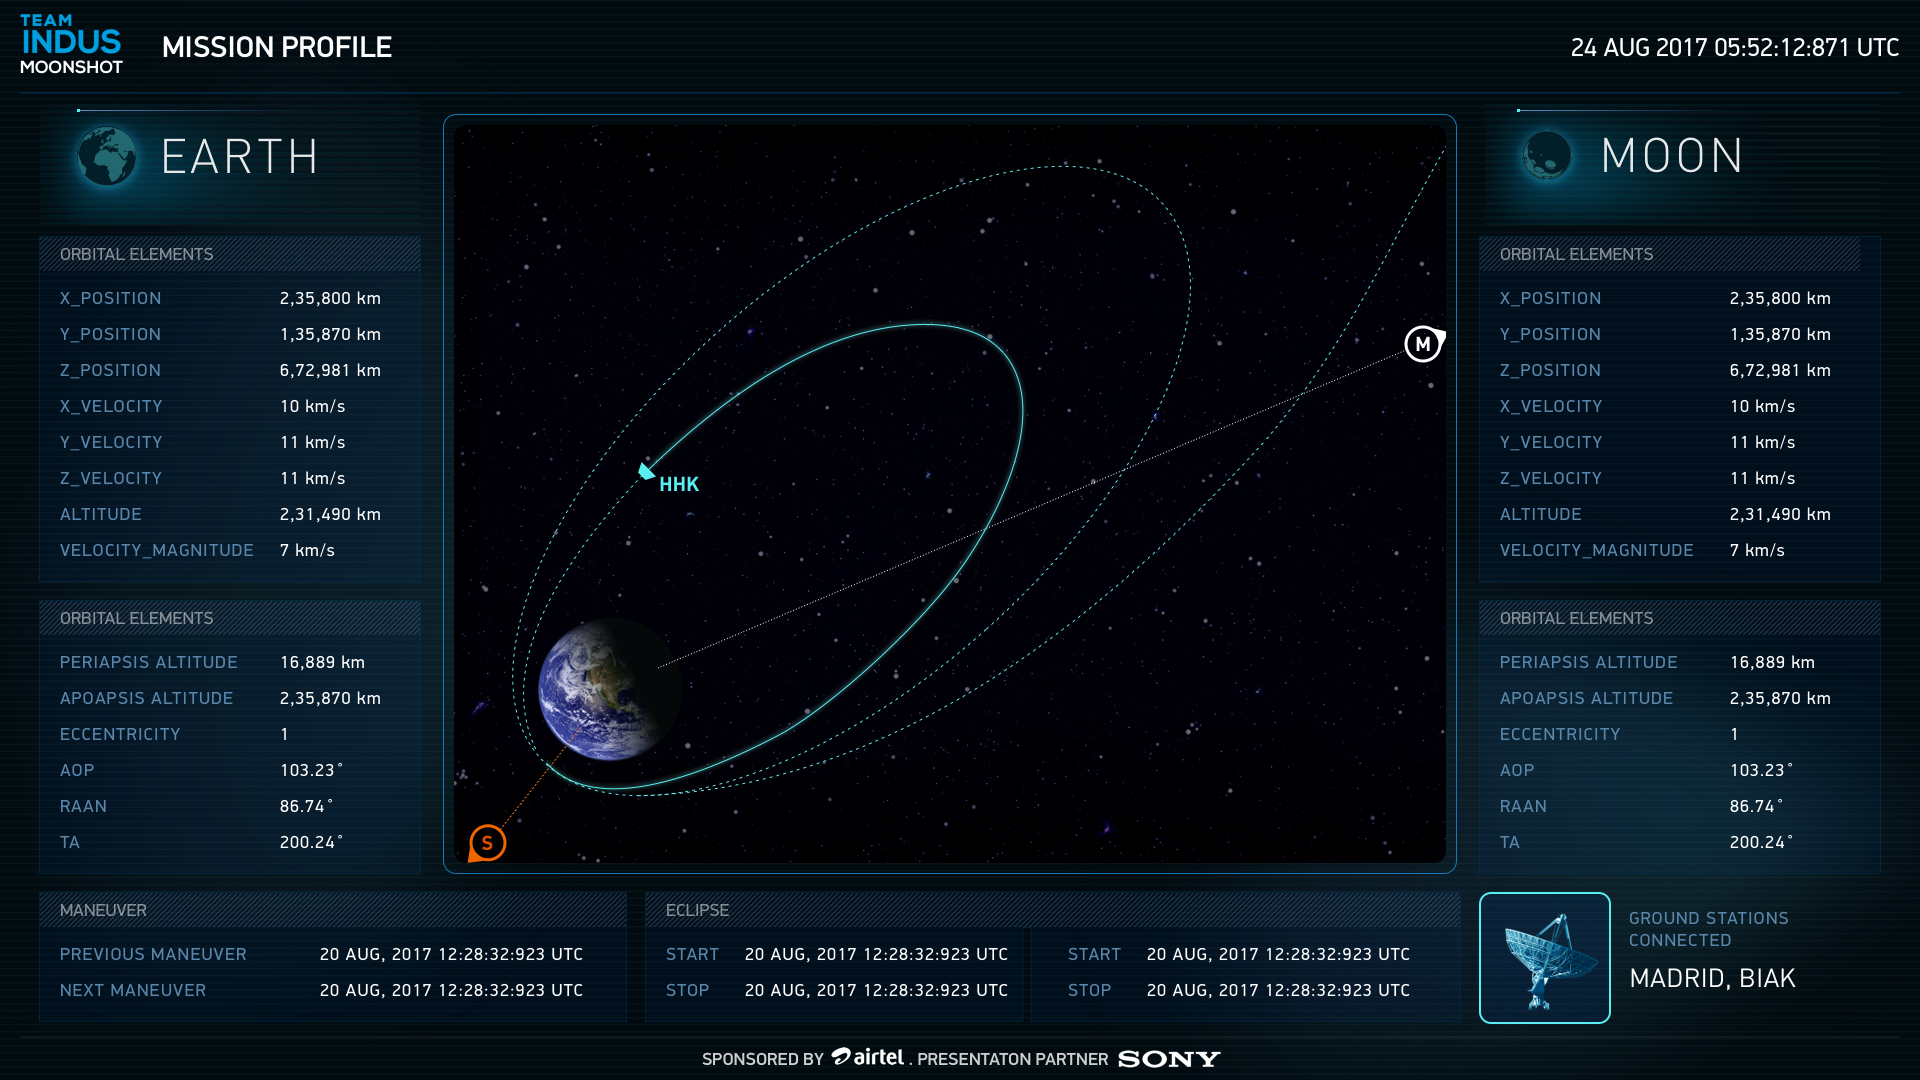 TEAM
INDUS
MOONSHOT
MISSION PROFILE
24 AUG 2017 05:52:12:871 UTC
EARTH
ORBITAL ELEMENTS
X_POSITION 2,35,800 km
Y_POSITION 1,35,870 km
Z_POSITION 6,72,981 km
X_VELOCITY 10 km/s
Y_VELOCITY 11 km/s
Z_VELOCITY 11 km/s
ALTITUDE 2,31,490 km
VELOCITY_MAGNITUDE 7 km/s
ORBITAL ELEMENTS
PERIAPSIS ALTITUDE 16,889 km
APOAPSIS ALTITUDE 2,35,870 km
ECCENTRICITY 1
AOP 103.23°
RAAN 86.74°
TA 200.24°
M
HHK
S
MOON
ORBITAL ELEMENTS
X_POSITION 2,35,800 km
Y_POSITION 1,35,870 km
Z_POSITION 6,72,981 km
X_VELOCITY 10 km/s
Y_VELOCITY 11 km/s
Z_VELOCITY 11 km/s
ALTITUDE 2,31,490 km
VELOCITY_MAGNITUDE 7 km/s
ORBITAL ELEMENTS
PERIAPSIS ALTITUDE 16,889 km
APOAPSIS ALTITUDE 2,35,870 km
ECCENTRICITY 1
AOP 103.23°
RAAN 86.74°
TA 200.24°
MANEUVER
PREVIOUS MANEUVER 20 AUG, 2017 12:28:32:923 UTC
NEXT MANEUVER 20 AUG, 2017 12:28:32:923 UTC
ECLIPSE
START 20 AUG, 2017 12:28:32:923 UTC
STOP 20 AUG, 2017 12:28:32:923 UTC
START 20 AUG, 2017 12:28:32:923 UTC
STOP 20 AUG, 2017 12:28:32:923 UTC
GROUND STATIONS
CONNECTED
MADRID, BIAK
SPONSORED BY airtel . PRESENTATON PARTNER SONY